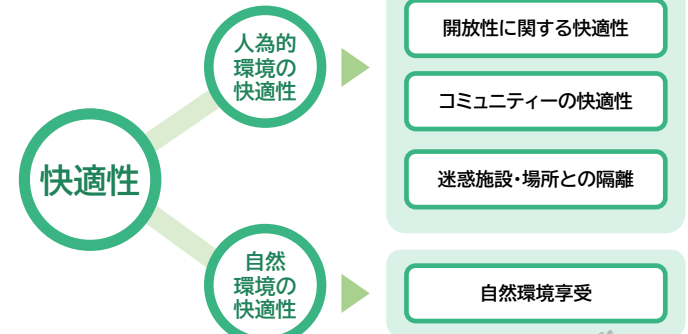 快適性
人為的
環境の
快適性
開放性に関する快適性
コミュニティーの快適性
迷惑施設・場所との隔離
自然
環境の
快適性
自然環境享受